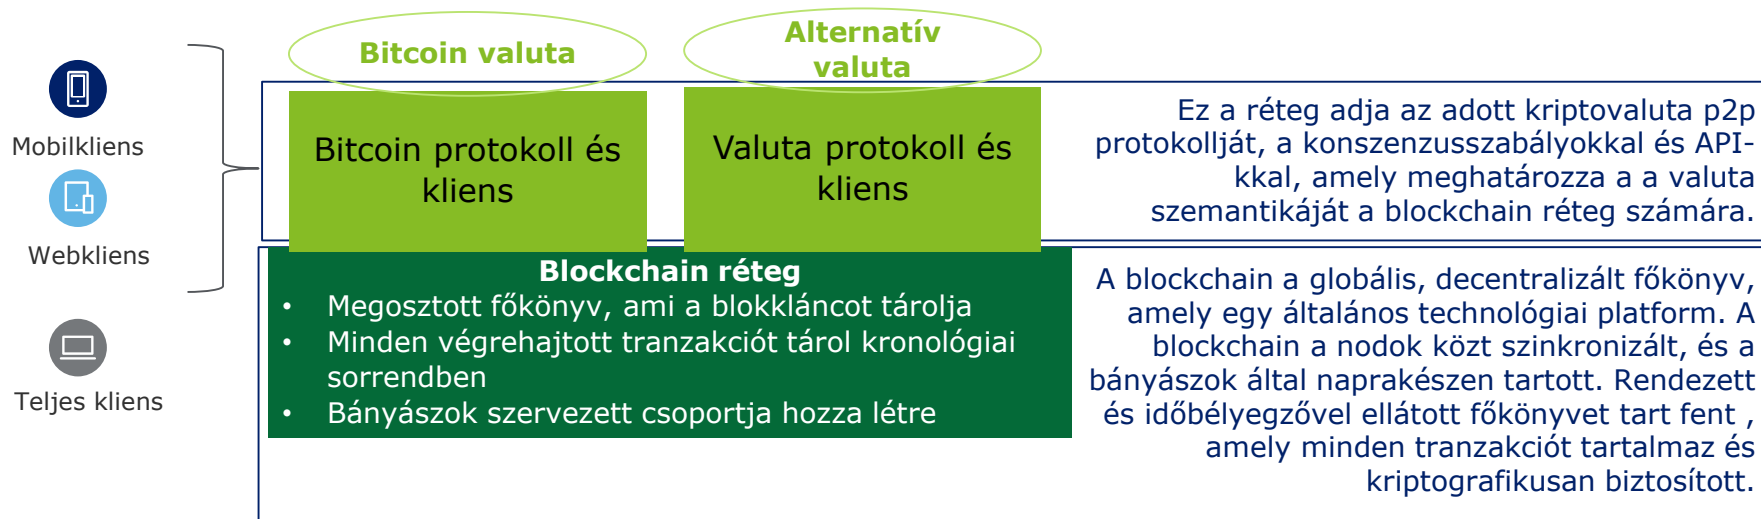 Mobilkliens
Webkliens
Teljes kliens
Bitcoin valuta
Alternatív
valuta
Bitcoin protokoll és
kliens
Valuta protokoll és
kliens
Ez a réteg adja az adott kriptovaluta p2p
protokollját, a konszenzusszabályokkal és API-
kkal, amely meghatározza a a valuta
szemantikáját a blockchain réteg számára.
Blockchain réteg
• Megosztott főkönyv, ami a blokkláncot tárolja
• Minden végrehajtott tranzakciót tárol kronológiai
sorrendben
• Bányászok szervezett csoportja hozza létre
A blockchain a globális, decentralizált főkönyv,
amely egy általános technológiai platform. A
blockchain a nodok közt szinkronizált, és a
bányászok által naprakészen tartott. Rendezett
és időbélyegzővel ellátott főkönyvet tart fent ,
amely minden tranzakciót tartalmaz és
kriptografikusan biztosított.